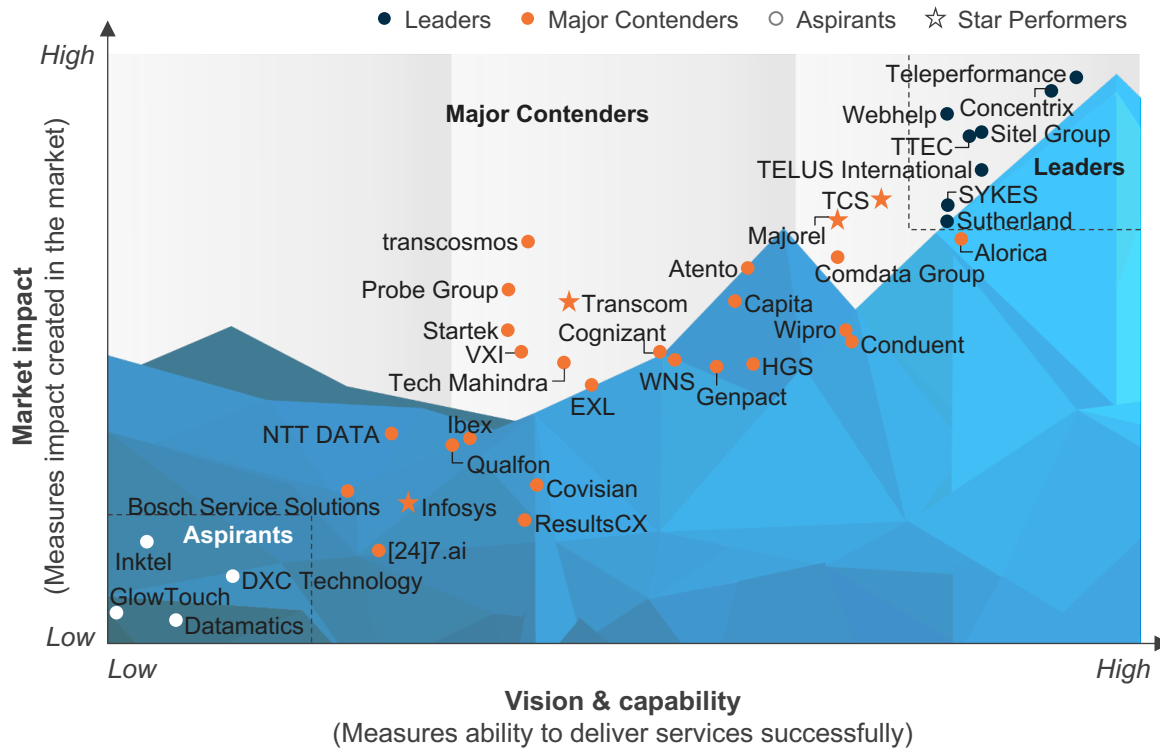 Leaders
Major Contenders
Aspirants
Star Performers
High
Teleperformance
Concentrix
Major Contenders
Webhelp
Sitel Group
TTEC
TELUS International
Leaders
TCS
SYKES
Sutherland
Majorel
Alorica
transcosmos
Comdata Group
Atento
Probe Group
Transcom
Capita
Startek
Cognizant
Wipro
Conduent
VXI
Tech Mahindra
WNS
HGS
EXL
Genpact
NTT DATA
Ibex
Qualfon
Covisian
Bosch Service Solutions
Infosys
ResultsCX
Aspirants
Inktel
[24]7.ai
DXC Technology
GlowTouch
Datamatics
Market impact
(Measures impact created in the market)
Low
Low
High
Vision & capability
(Measures ability to deliver services successfully)